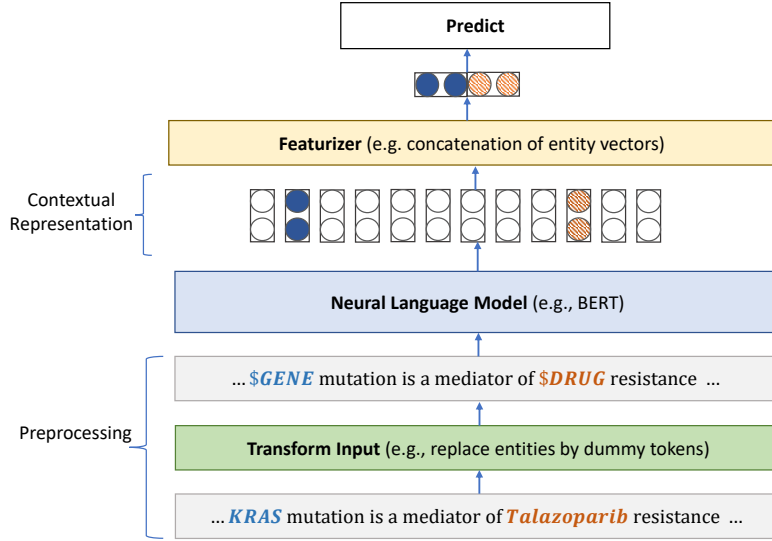 Predict
Featurizer (e.g. concatenation of entity vectors)
Contextual
Representation
Neural Language Model (e.g., BERT)
… $GENE mutation is a mediator of $DRUG resistance …
Preprocessing
Transform Input (e.g., replace entities by dummy tokens)
… KRAS mutation is a mediator of Talazoparib resistance …